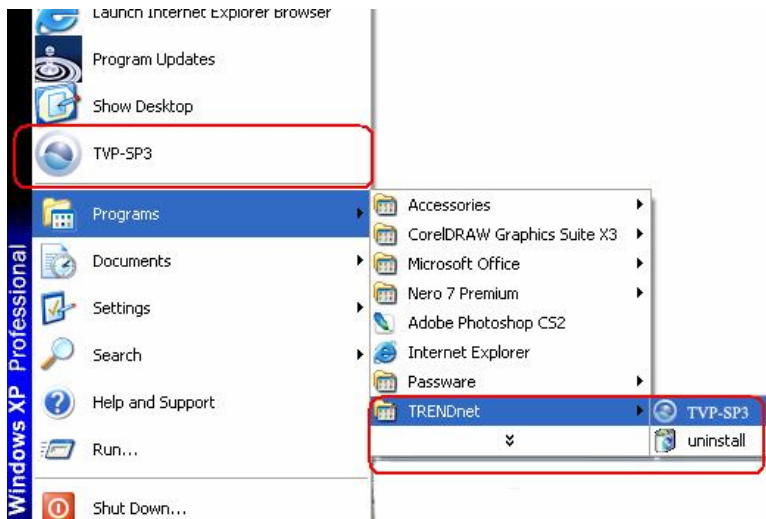 Launch Internet Explorer Browser
Program Updates
Show Desktop
TVP-SP3
Programs
Documents
Settings
Search
Help and Support
Run...
Shut Down...
Windows XP Professional
Accessories
CorelDRAW Graphics Suite X3
Microsoft Office
Nero 7 Premium
Adobe Photoshop CS2
Internet Explorer
Passware
TRENDnet
TVP-SP3
uninstall